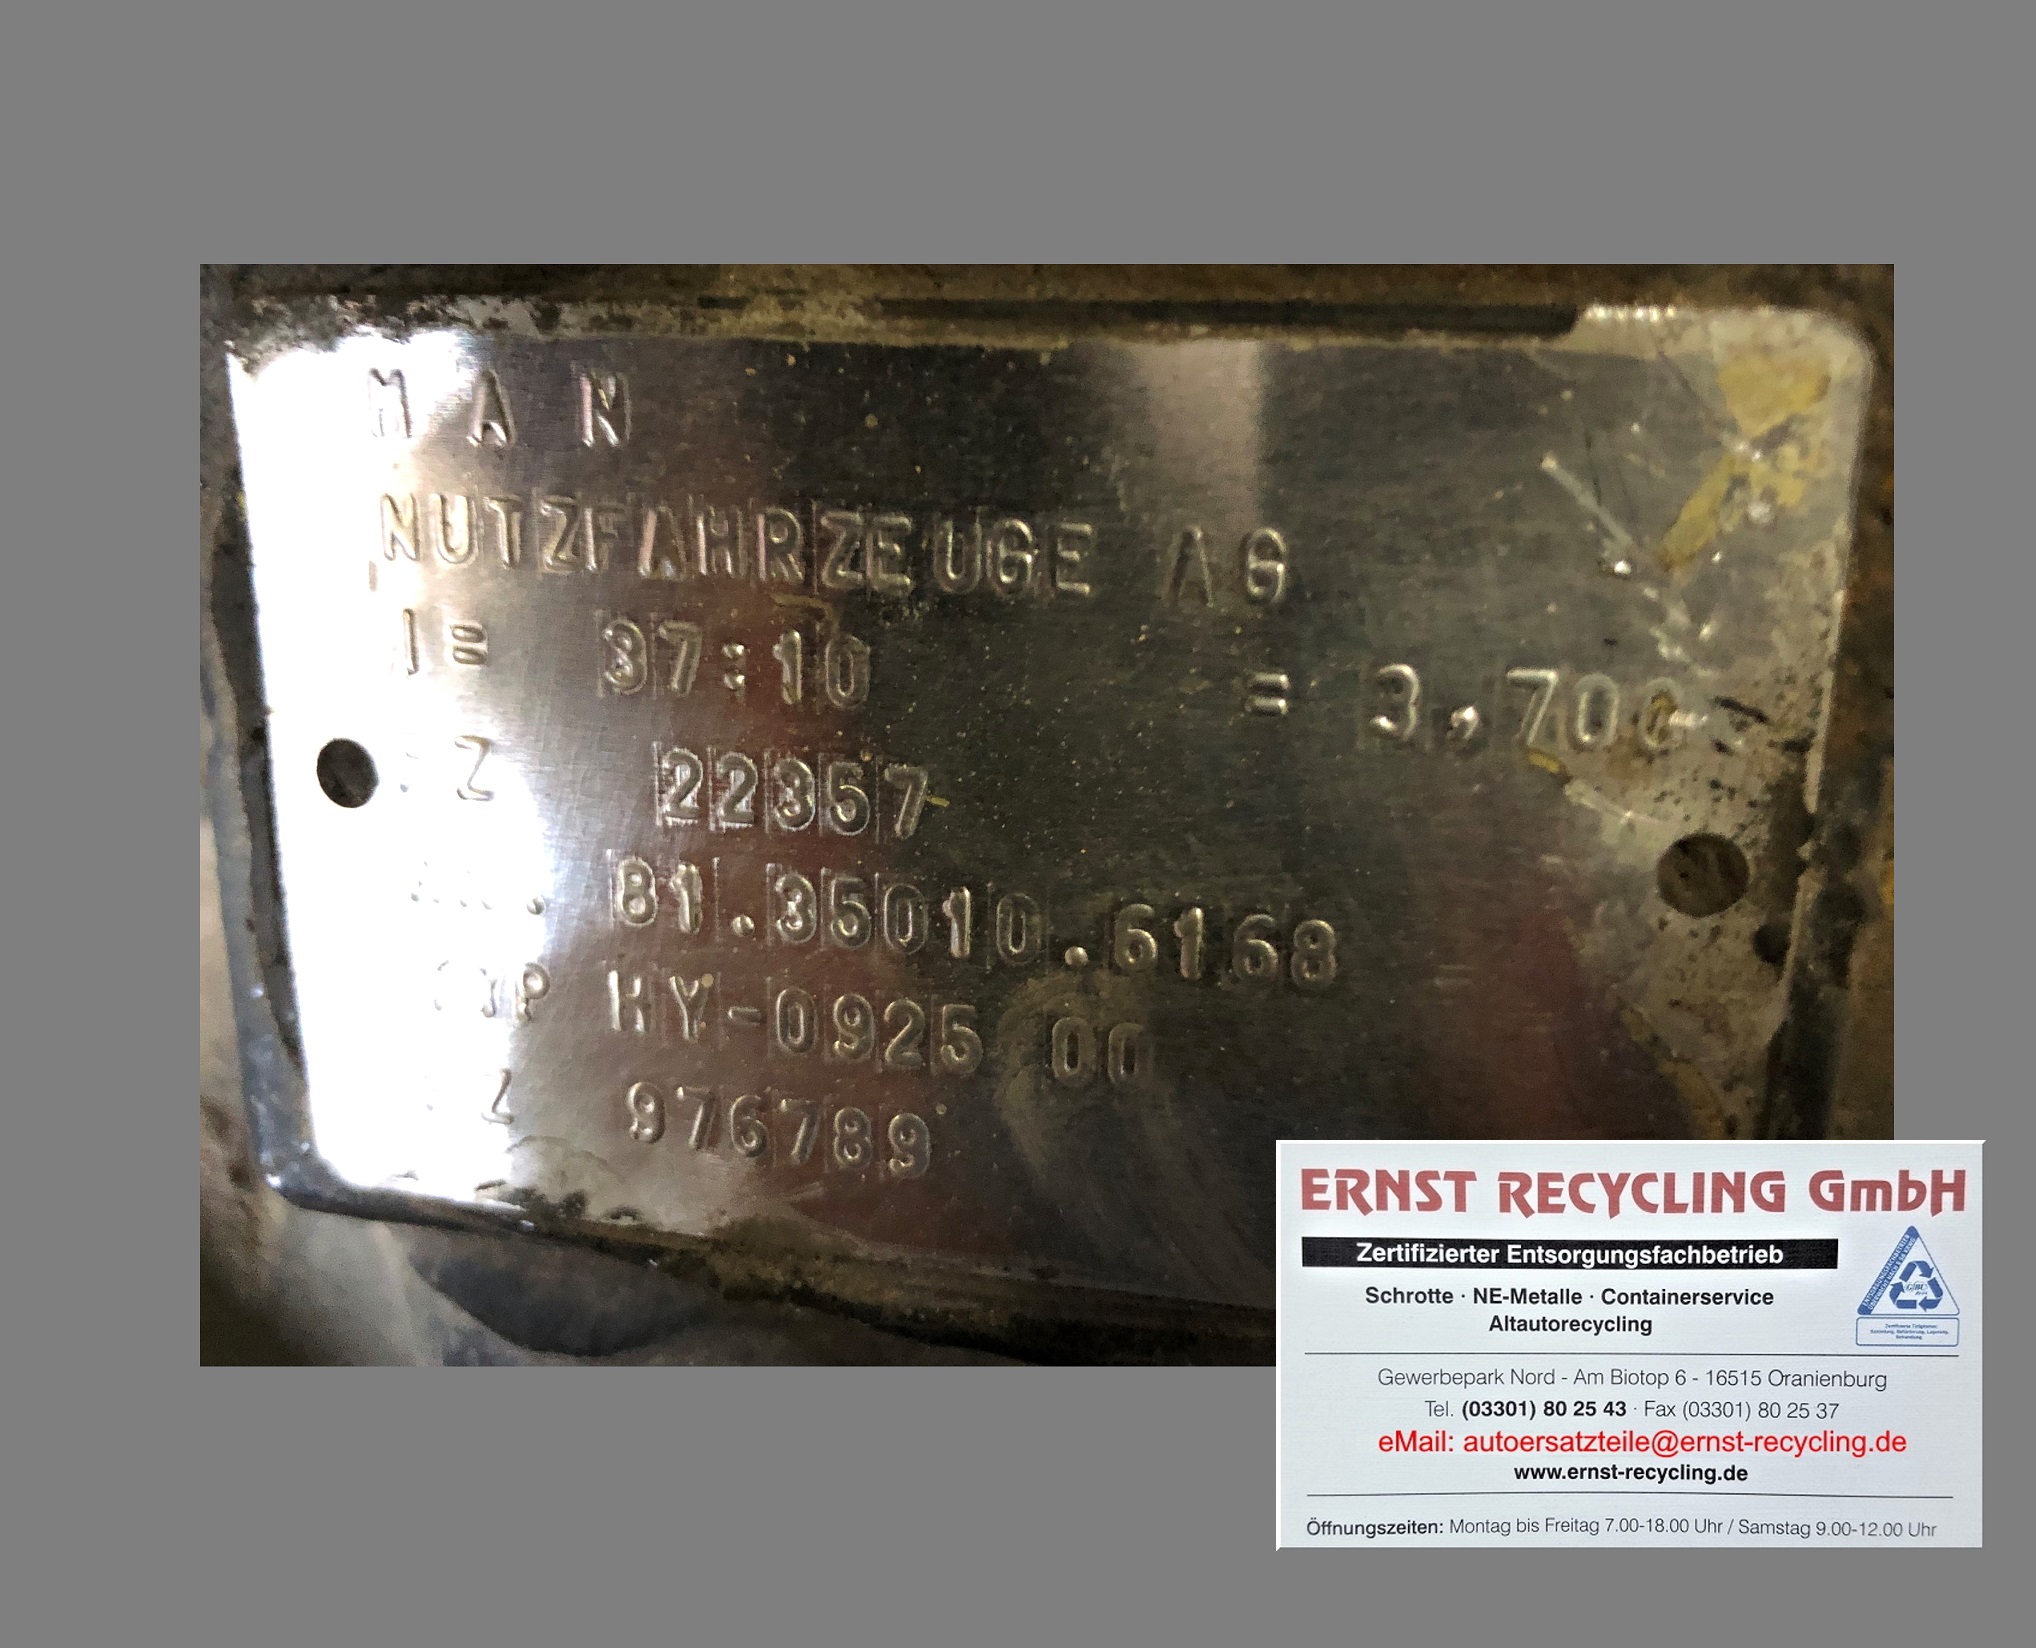 M A N
NUTZFAHRZEUGE AG
I= 37:10 = 3,700
Z 22357
81.35010.6168
TYP HY-0925 00
Z 976789
ERNST RECYCLING GmbH
Zertifizierter Entsorgungsfachbetrieb
Schrotte · NE-Metalle · Containerservice
Altautorecycling
Gewerbepark Nord - Am Biotop 6 - 16515 Oranienburg
Tel. (03301) 80 25 43 · Fax (03301) 80 25 37
eMail: autoersatzteile@ernst-recycling.de
www.ernst-recycling.de
Öffnungszeiten: Montag bis Freitag 7.00-18.00 Uhr / Samstag 9.00-12.00 Uhr